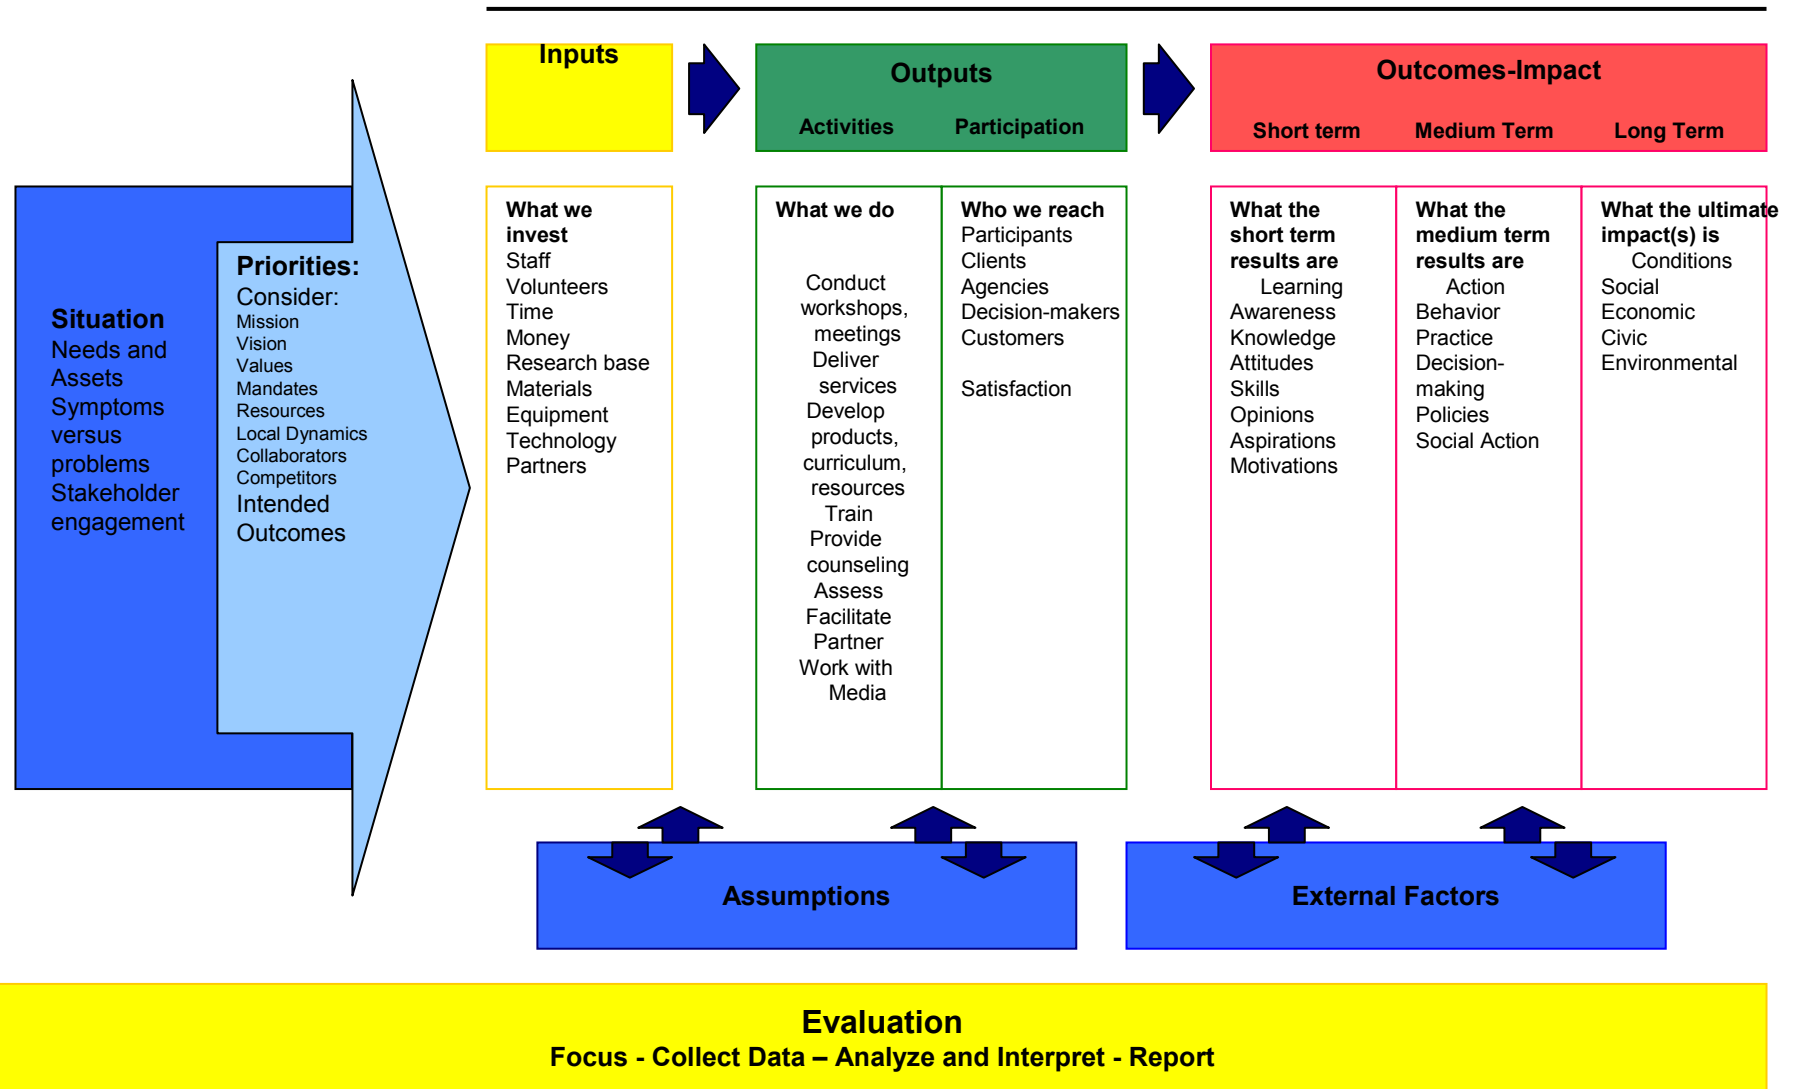 Inputs
Outputs
Activities
Participation
Outcomes-Impact
Short term
Medium Term
Long Term
Situation
Needs and
Assets
Symptoms
versus
problems
Stakeholder
engagement
Priorities:
Consider:
Mission
Vision
Values
Mandates
Resources
Local Dynamics
Collaborators
Competitors
Intended
Outcomes
What we
invest
Staff
Volunteers
Time
Money
Research base
Materials
Equipment
Technology
Partners
What we do
Conduct
workshops,
meetings
Deliver
services
Develop
products,
curriculum,
resources
Train
Provide
counseling
Assess
Facilitate
Partner
Work with
Media
Who we reach
Participants
Clients
Agencies
Decision-makers
Customers
Satisfaction
What the
short term
results are
Learning
Awareness
Knowledge
Attitudes
Skills
Opinions
Aspirations
Motivations
What the
medium term
results are
Action
Behavior
Practice
Decision-
making
Policies
Social Action
What the ultimate
impact(s) is
Conditions
Social
Economic
Civic
Environmental
Assumptions
External Factors
Evaluation
Focus - Collect Data – Analyze and Interpret - Report